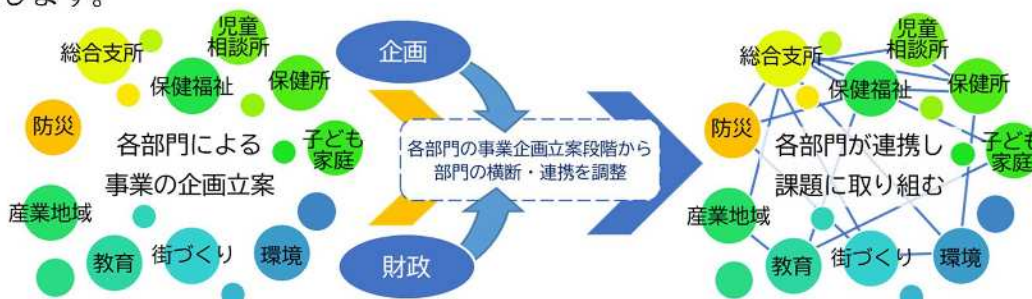 します。
児童
相談所
総合支所
保健福祉
保健所
防災
子ども
家庭
各部門による
事業の企画立案
産業地域
教育
街づくり
環境
企画
各部門の事業企画立案段階から
部門の横断・連携を調整
財政
児童
相談所
総合支所
保健福祉
保健所
防災
子ども
家庭
各部門が連携し
課題に取り組む
産業地域
教育
街づくり
環境